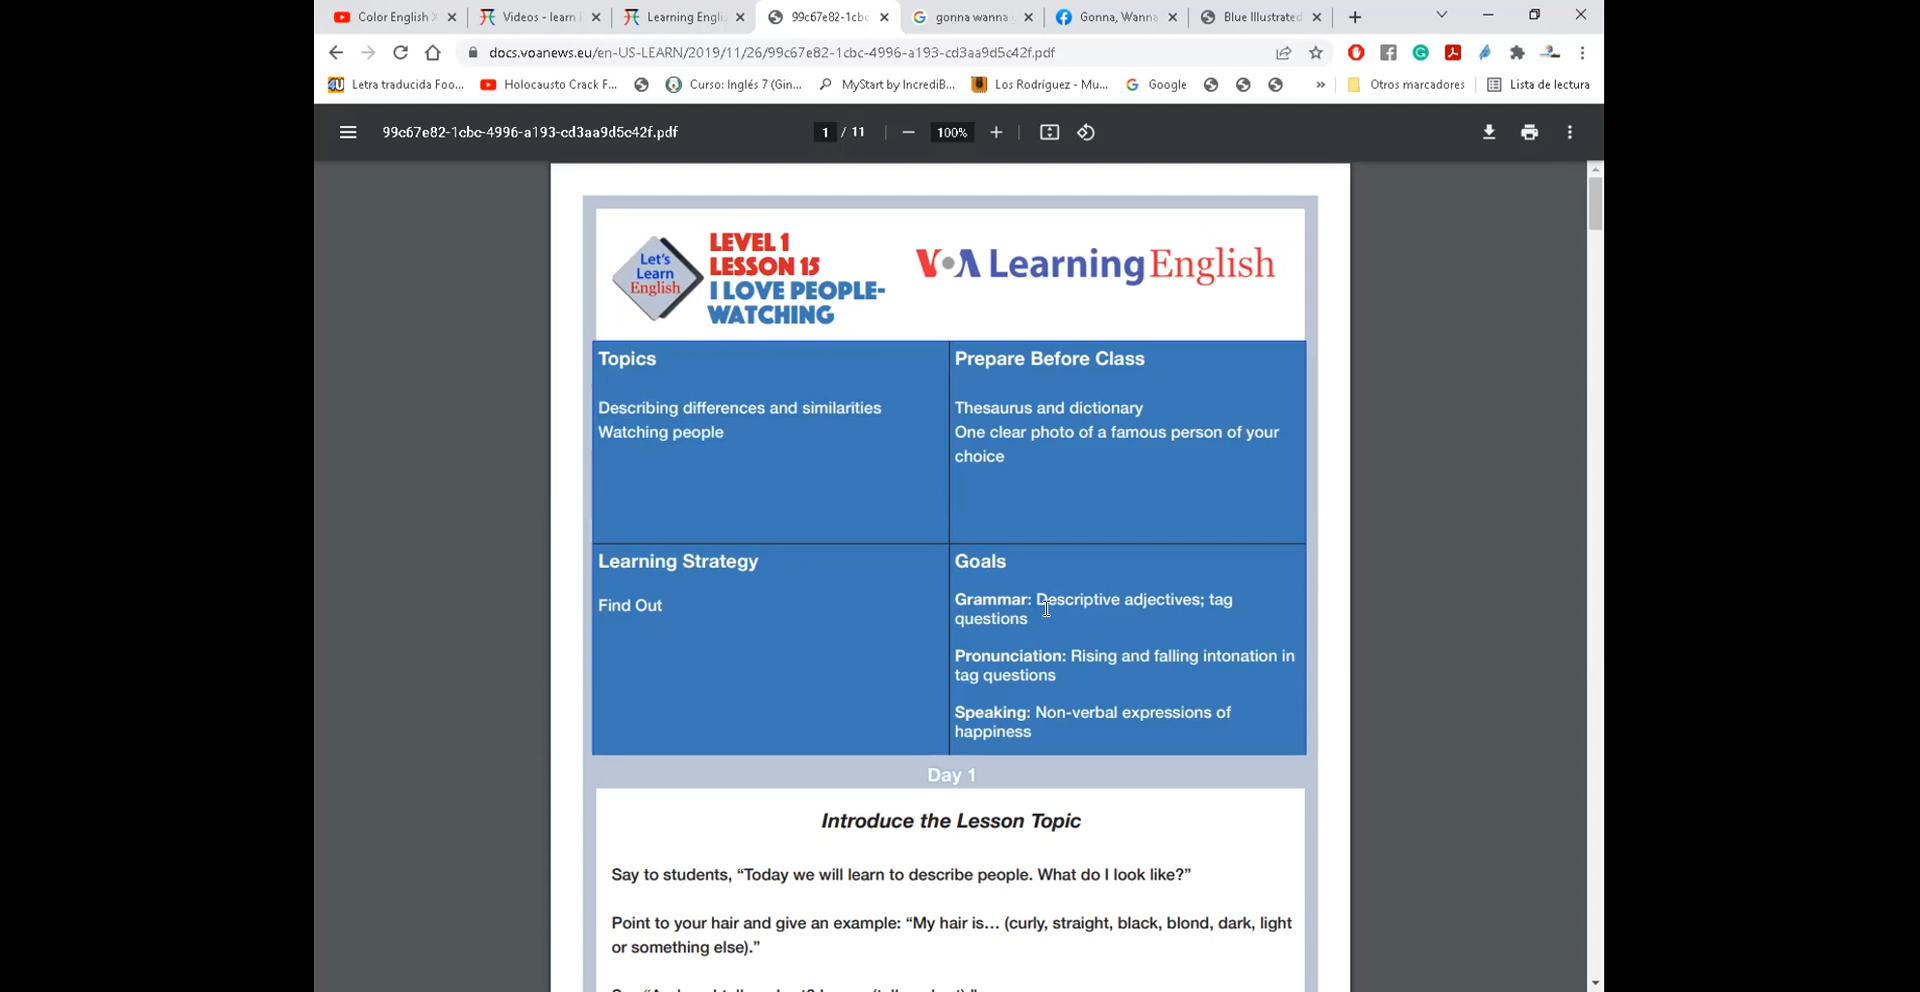 Color English
Videos - learn
Learning Engli
99c67e82-1cbc
gonna wanna
Gonna, Wanna
Blue Illustrated
docs.voanews.eu/en-US-LEARN/2019/11/26/99c67e82-1cbc-4996-a193-cd3aa9d5c42f.pdf
4U Letra traducida Foo...
Holocausto Crack F...
Curso: Inglés 7 (Gin...
MyStart by IncrediB...
Los Rodríguez - Mu...
Google
Otros marcadores
Lista de lectura
99c67e82-1cbc-4996-a193-cd3aa9d5c42f.pdf
1 / 11
100%
Let's
Learn
English
LEVEL 1
LESSON 15
I LOVE PEOPLE-
WATCHING
VOA Learning English
Topics
Describing differences and similarities
Watching people
Prepare Before Class
Thesaurus and dictionary
One clear photo of a famous person of your
choice
Learning Strategy
Find Out
Goals
Grammar: Descriptive adjectives; tag
questions
Pronunciation: Rising and falling intonation in
tag questions
Speaking: Non-verbal expressions of
happiness
Day 1
Introduce the Lesson Topic
Say to students, “Today we will learn to describe people. What do I look like?”
Point to your hair and give an example: “My hair is... (curly, straight, black, blond, dark, light
or something else).”